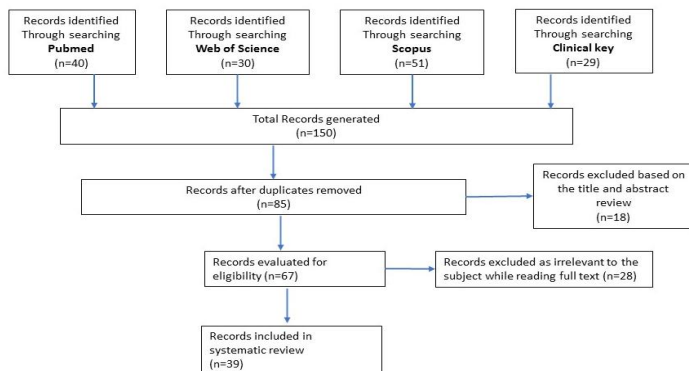 Records identified
Through searching
Pubmed
(n=40)
Records identified
Through searching
Web of Science
(n=30)
Records identified
Through searching
Scopus
(n=51)
Records identified
Through searching
Clinical key
(n=29)
Total Records generated
(n=150)
Records after duplicates removed
(n=85)
Records excluded based on
the title and abstract
review
(n=18)
Records evaluated for
eligibility (n=67)
Records excluded as irrelevant to the
subject while reading full text (n=28)
Records included in
systematic review
(n=39)